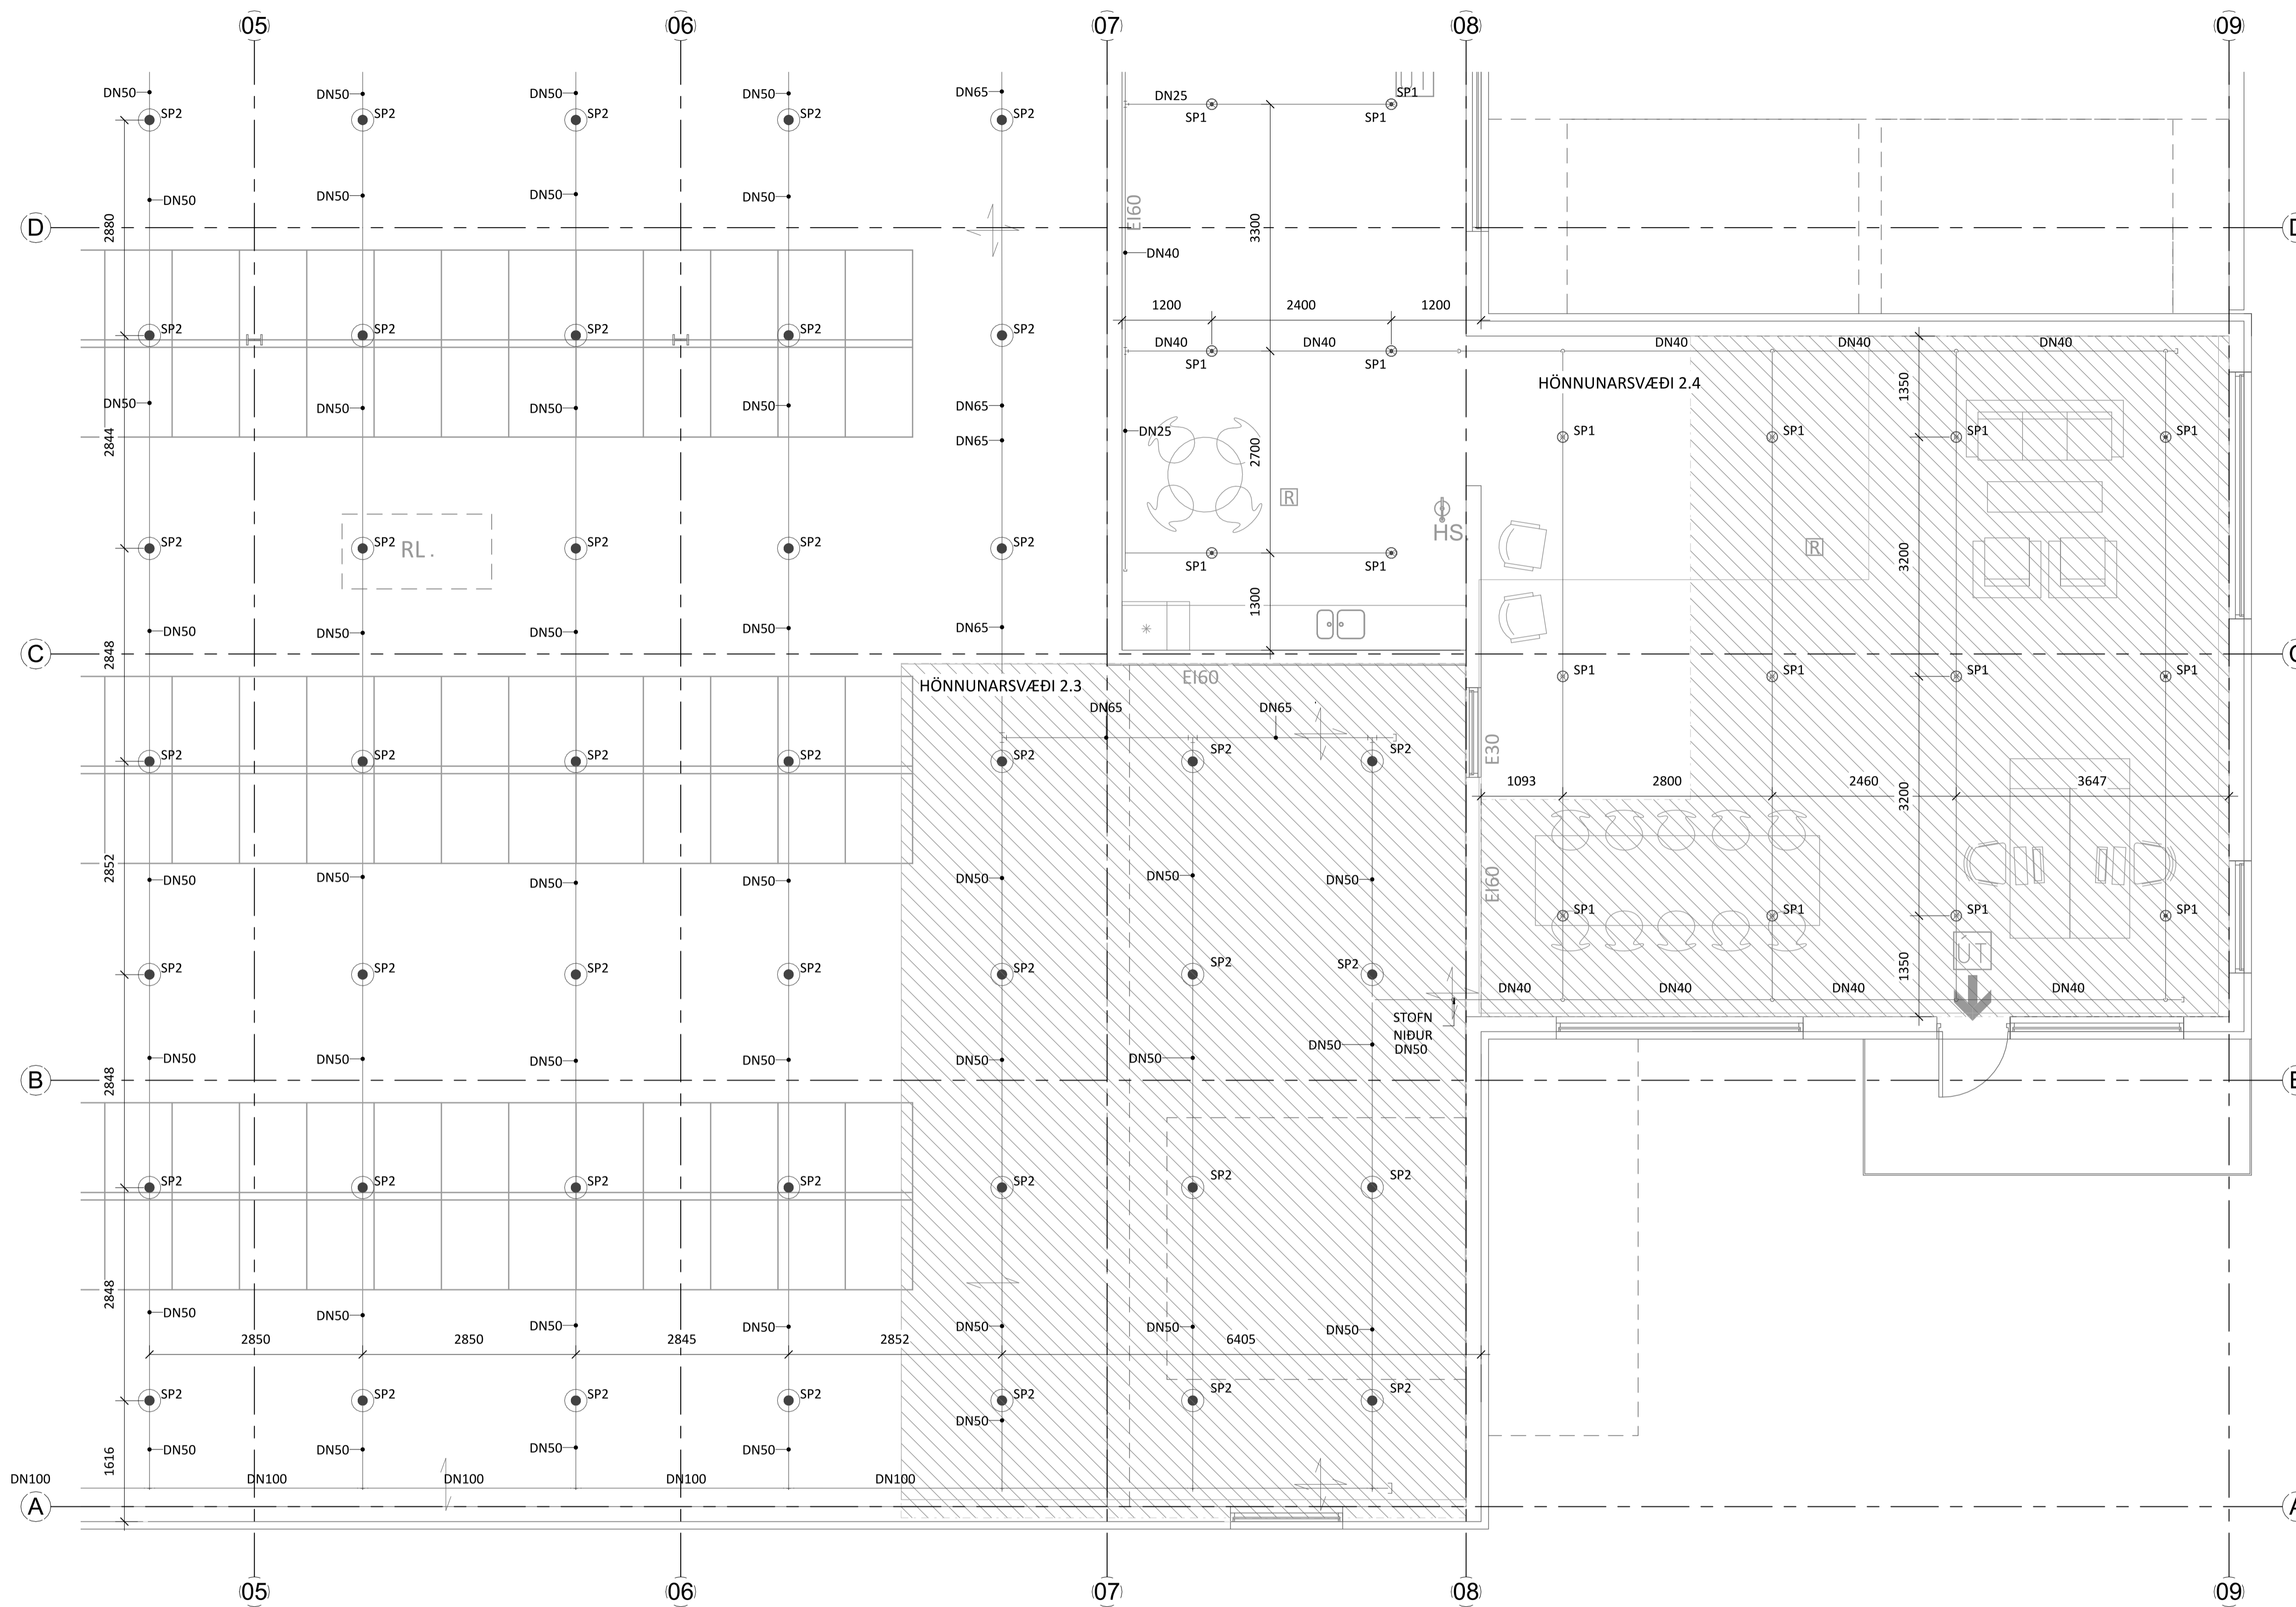 05 06 07 08 09
DN50 DN50 DN50 DN50 DN65 DN25 SP1
SP2 SP2 SP2 SP2 SP2 SP1 SP1
DN50 DN50 DN50 DN50
EI60
D 2880 3300
DN40
1200 2400 1200
SP2 SP2 SP2 SP2 SP2
DN40 DN40 DN40 DN40 DN40
SP1 SP1
HÖNNUNARSVÆÐI 2.4
1350
DN50 DN50 DN50 DN50 DN65
DN25
SP1 SP1 SP1 SP1
2844 DN65 2700
R
HS
SP2 SP2 SP2 SP2 SP2
RL.
R
3200
SP1 SP1
1300
DN50 DN50 DN50 DN50 DN65
C 2848
EI60
SP1 SP1 SP1 SP1
HÖNNUNARSVÆÐI 2.3
DN65 DN65
E30
SP2 SP2 SP2 SP2 SP2 SP2 SP2
1093 2800 2460 3647
3200
2852
DN50 DN50 DN50 DN50 DN50 DN50 DN50
EI60
SP1 SP1 SP1 SP1
ÚT
SP2 SP2 SP2 SP2 SP2 SP2 SP2
1350
DN40 DN40 DN40 DN40
STOFN
NIÐUR
DN50
DN50 DN50 DN50 DN50 DN50 DN50 DN50
B 2848
SP2 SP2 SP2 SP2 SP2 SP2 SP2
2848
DN50 DN50 DN50 DN50 DN50 DN50 DN50
2850 2850 2845 2852 6405
SP2 SP2 SP2 SP2 SP2 SP2 SP2
DN50
DN50 DN50 DN50 DN50
1616
DN100 DN100 DN100 DN100 DN100
A
05 06 07 08 09